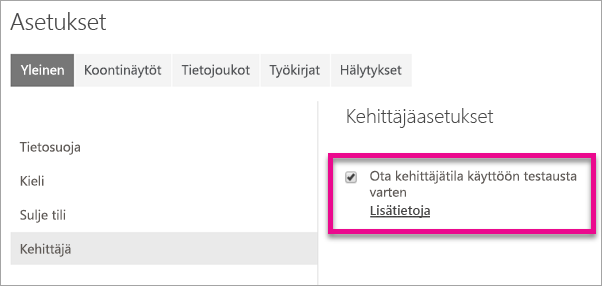 Asetukset
Yleinen Koontinäytöt Tietojoukot Työkirjat Hälytykset
Tietosuoja
Kieli
Sulje tili
Kehittäjä
Kehittäjäasetukset
Ota kehittäjätila käyttöön testausta
varten
Lisätietoja